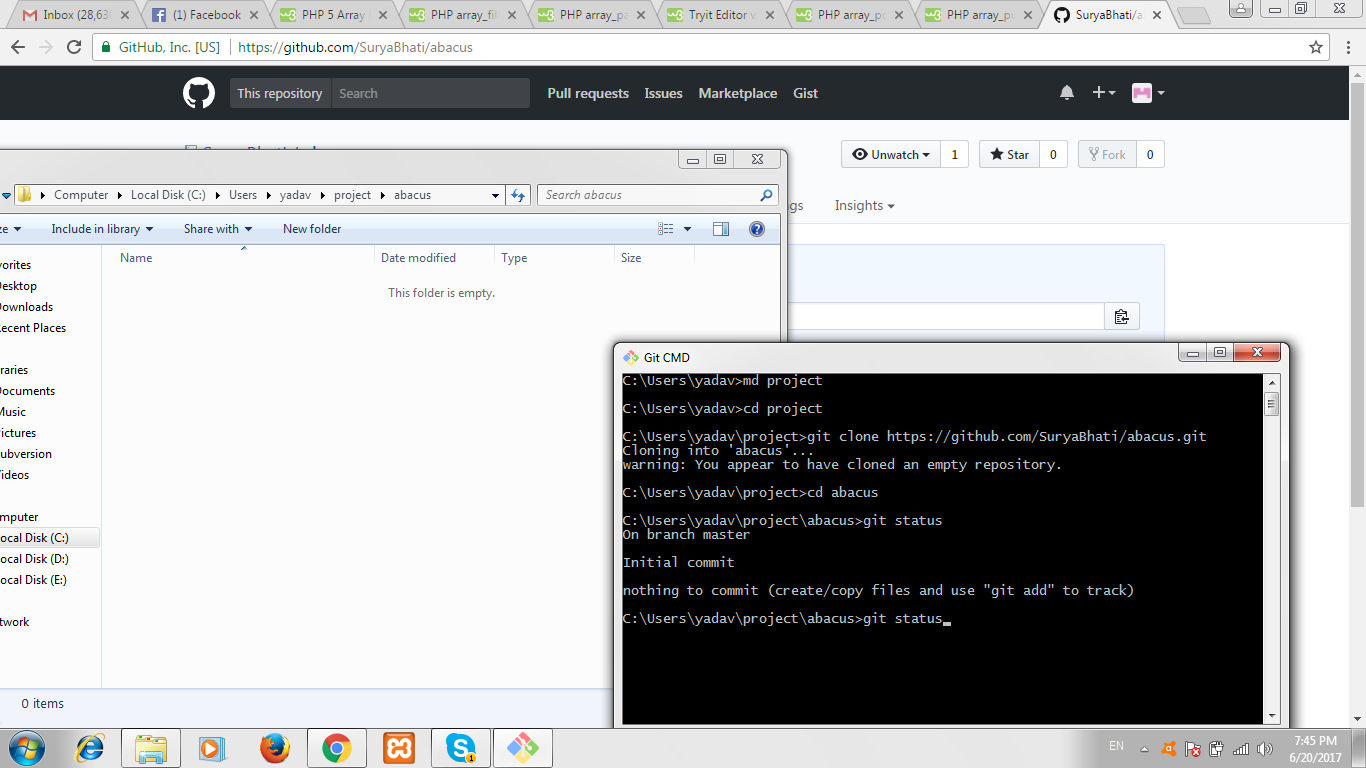 Inbox (28,63
(1) Facebook
PHP 5 Array
PHP array_fil
PHP array_pa
Tryit Editor v
PHP array_po
PHP array_pu
SuryaBhati/a
GitHub, Inc. [US]
https://github.com/SuryaBhati/abacus
This repository
Search
Pull requests
Issues
Marketplace
Gist
Unwatch
1
Star
0
Fork
0
gs
Insights
Computer
Local Disk (C:)
Users
yadav
project
abacus
Search abacus
ze
Include in library
Share with
New folder
Name
Date modified
Type
Size
This folder is empty.
vorites
Desktop
Downloads
Recent Places
raries
Documents
Music
Pictures
ubversion
Videos
mputer
ocal Disk (C:)
ocal Disk (D:)
ocal Disk (E:)
twork
0 items
Git CMD
C:\Users\yadav>md project
C:\Users\yadav>cd project
C:\Users\yadav\project>git clone https://github.com/SuryaBhati/abacus.git
Cloning into 'abacus'...
warning: You appear to have cloned an empty repository.
C:\Users\yadav\project>cd abacus
C:\Users\yadav\project\abacus>git status
On branch master
Initial commit
nothing to commit (create/copy files and use "git add" to track)
C:\Users\yadav\project\abacus>git status
EN
7:45 PM
6/20/2017